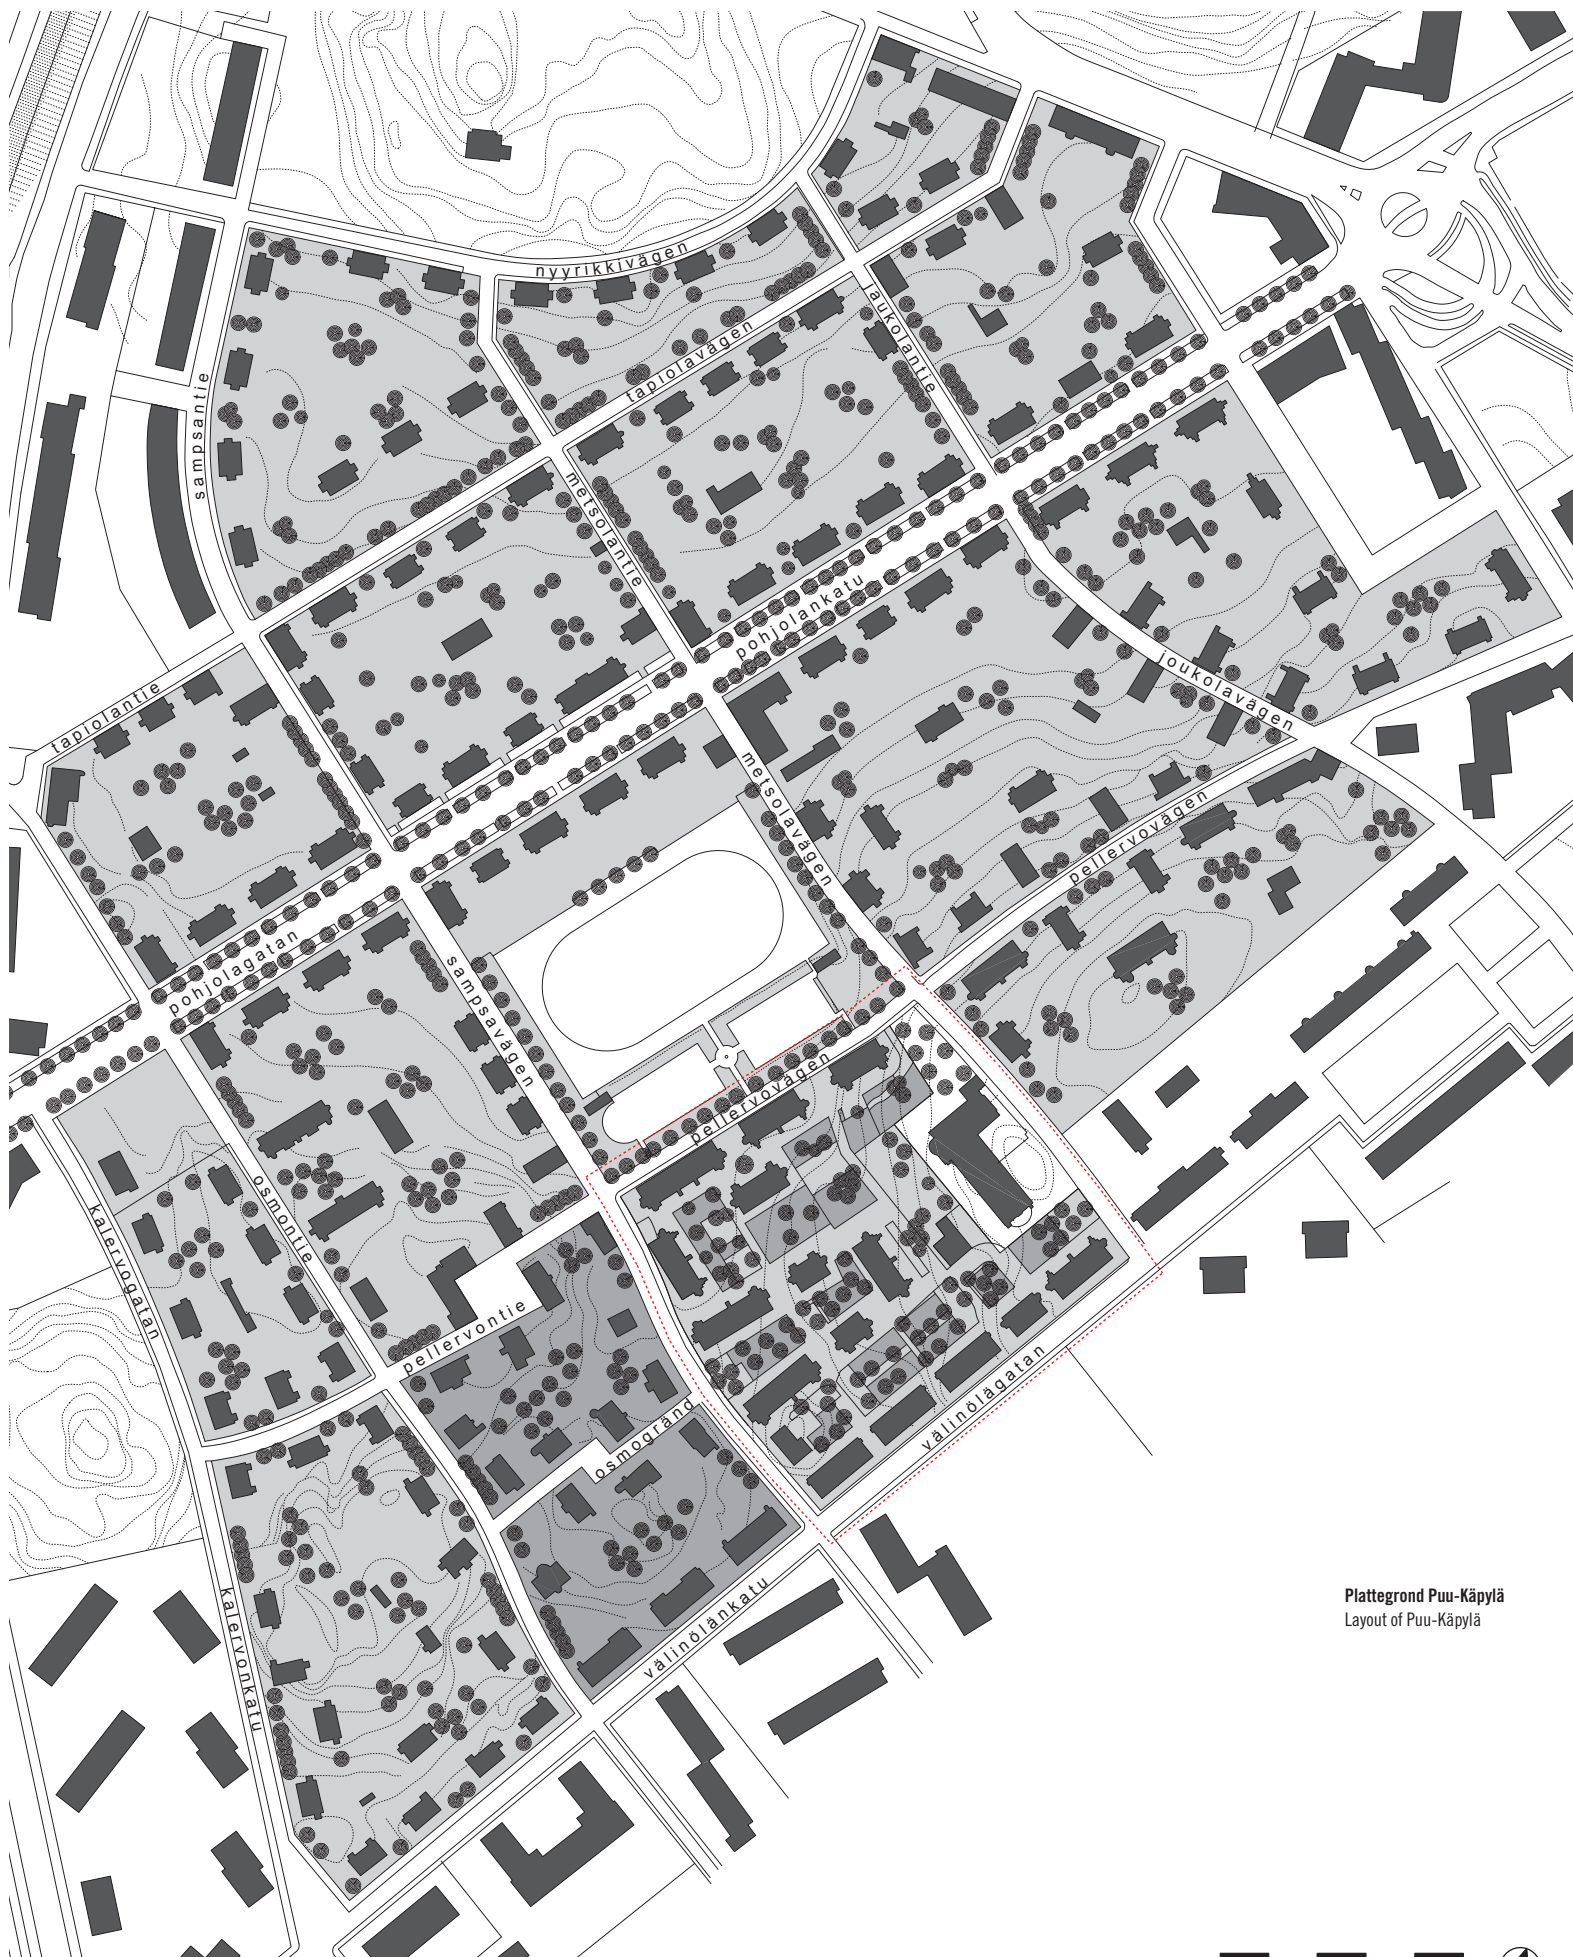 nyyrikkivägen
tapiolavägen
jaukolantie
sampsantie
metsolantie
pohjolankatu
joukolavägen
tapiolantie
metsolavägen
pellervovägen
pohjolagatan
sampsavägen
pellervovägen
osmontie
kalervogatan
pellervontie
osmogränd
välinölägatan
välinölänkatu
kalervonkatu
Plattegrond Puu-Käpylä
Layout of Puu-Käpylä